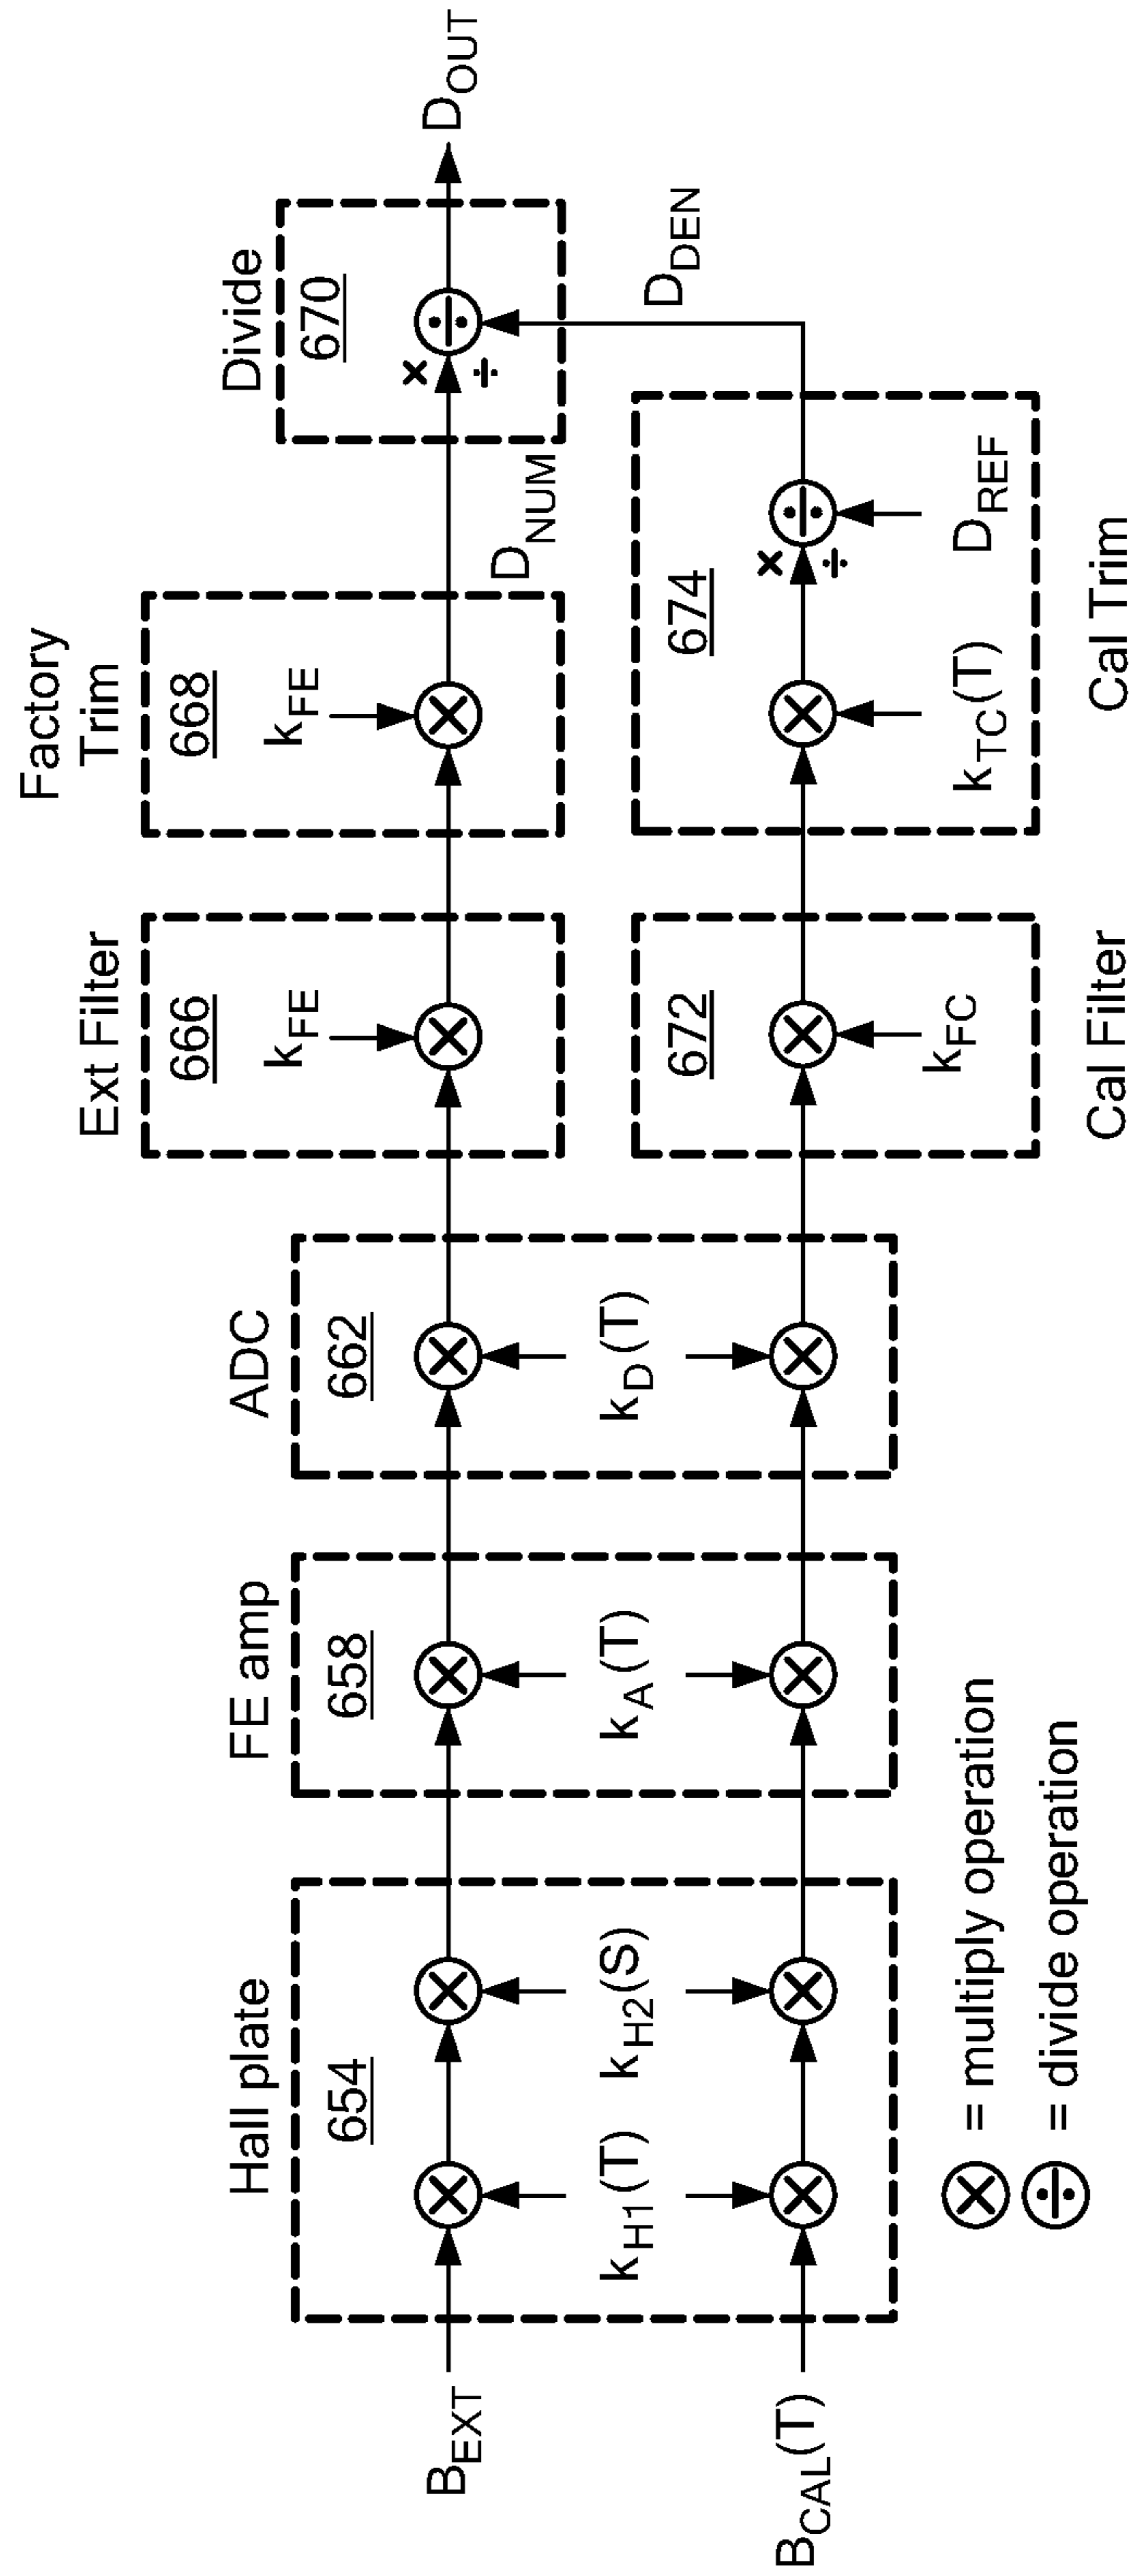 Hall plate
654
k_H1(T)
k_H2(S)
B_EXT
B_CAL(T)
FE amp
658
k_A(T)
ADC
662
k_D(T)
Ext Filter
666
k_FE
Factory
Trim
668
k_FE
D_NUM
Divide
670
×
÷
D_OUT
D_DEN
672
k_FC
Cal Filter
674
×
÷
k_TC(T)
D_REF
Cal Trim
⊗ = multiply operation
÷ = divide operation